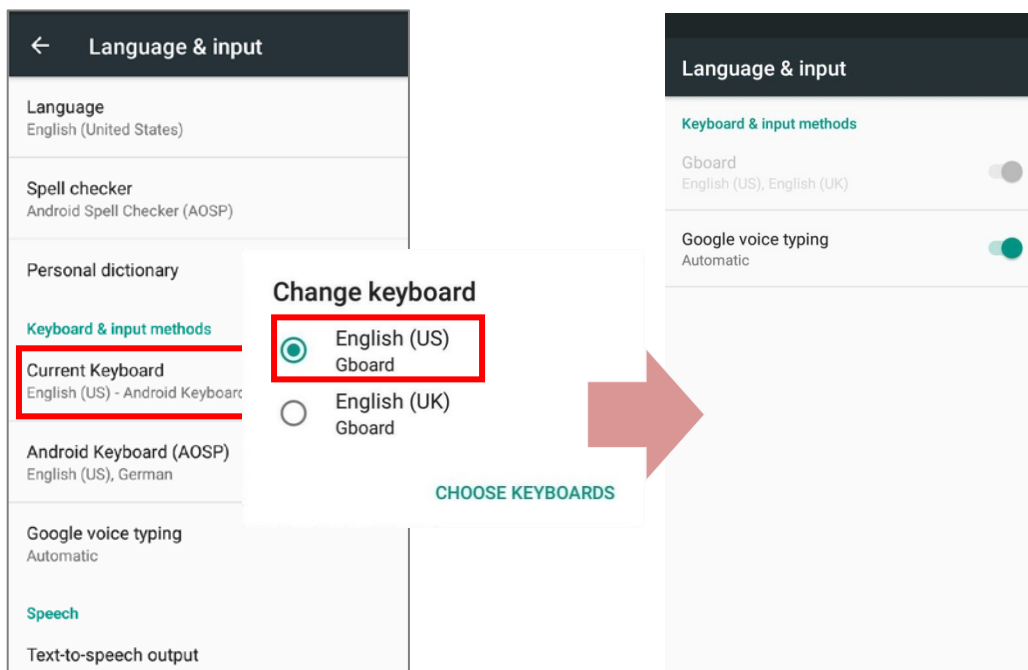 Language & input
Language
English (United States)
Spell checker
Android Spell Checker (AOSP)
Personal dictionary
Keyboard & input methods
Current Keyboard
English (US) - Android Keyboard
Android Keyboard (AOSP)
English (US), German
Google voice typing
Automatic
Speech
Text-to-speech output
Change keyboard
English (US)
Gboard
English (UK)
Gboard
CHOOSE KEYBOARDS
Language & input
Keyboard & input methods
Gboard
English (US), English (UK)
Google voice typing
Automatic